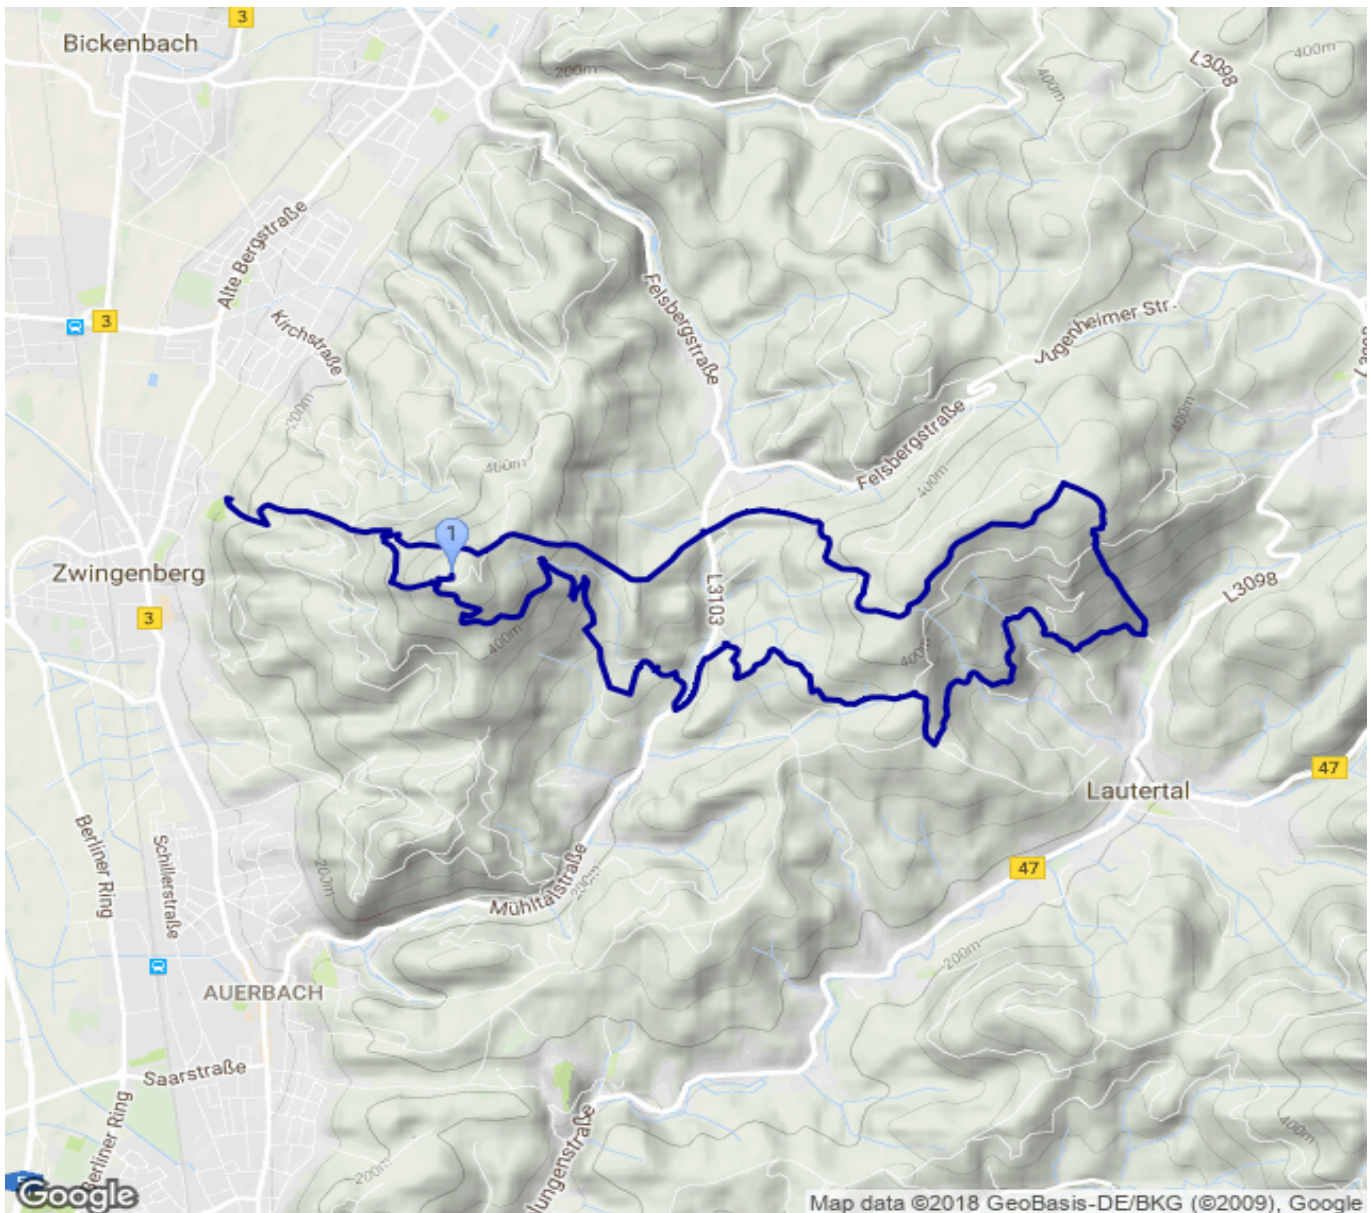 3
Bickenbach
200m
400m
L3098
400m
Alte Bergstraße
Felsbergstraße
3
Kirchstraße
Jugenheimer Str.
200m
400m
Felsbergstraße
400m
400m
1
Zwingenberg
L3103
L3098
3
400m
400m
47
Lautertal
Berliner Ring
Schillerstraße
200m
47
Mühltalstraße
200m
200m
AUERBACH
Saarstraße
Berliner Ring
400m
200m
Google
Map data ©2018 GeoBasis-DE/BKG (©2009), Google